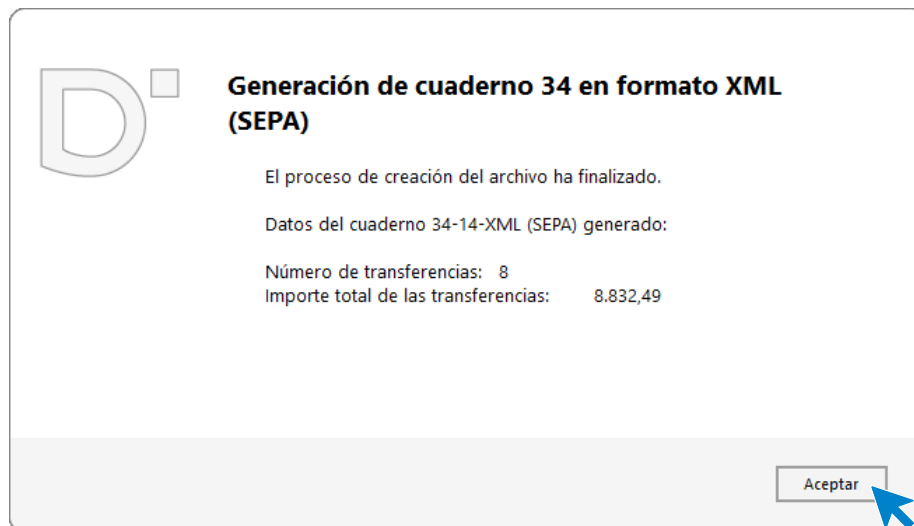 Generación de cuaderno 34 en formato XML
(SEPA)
El proceso de creación del archivo ha finalizado.
Datos del cuaderno 34-14-XML (SEPA) generado:
Número de transferencias: 8
Importe total de las transferencias: 8.832,49
Aceptar